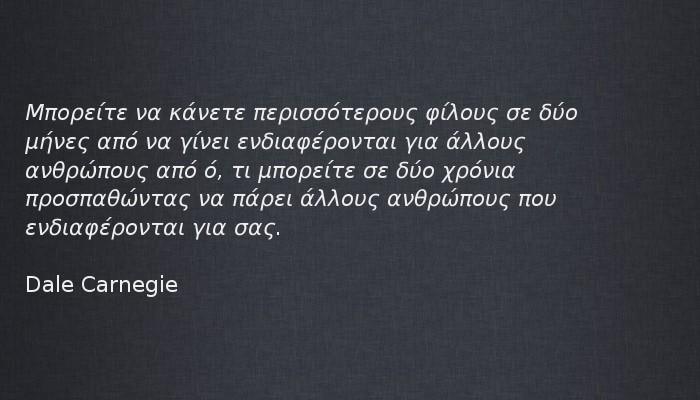 Μπορείτε να κάνετε περισσότερους φίλους σε δύο
μήνες από να γίνει ενδιαφέρονται για άλλους
ανθρώπους από ό, τι μπορείτε σε δύο χρόνια
προσπαθώντας να πάρει άλλους ανθρώπους που
ενδιαφέρονται για σας.
Dale Carnegie